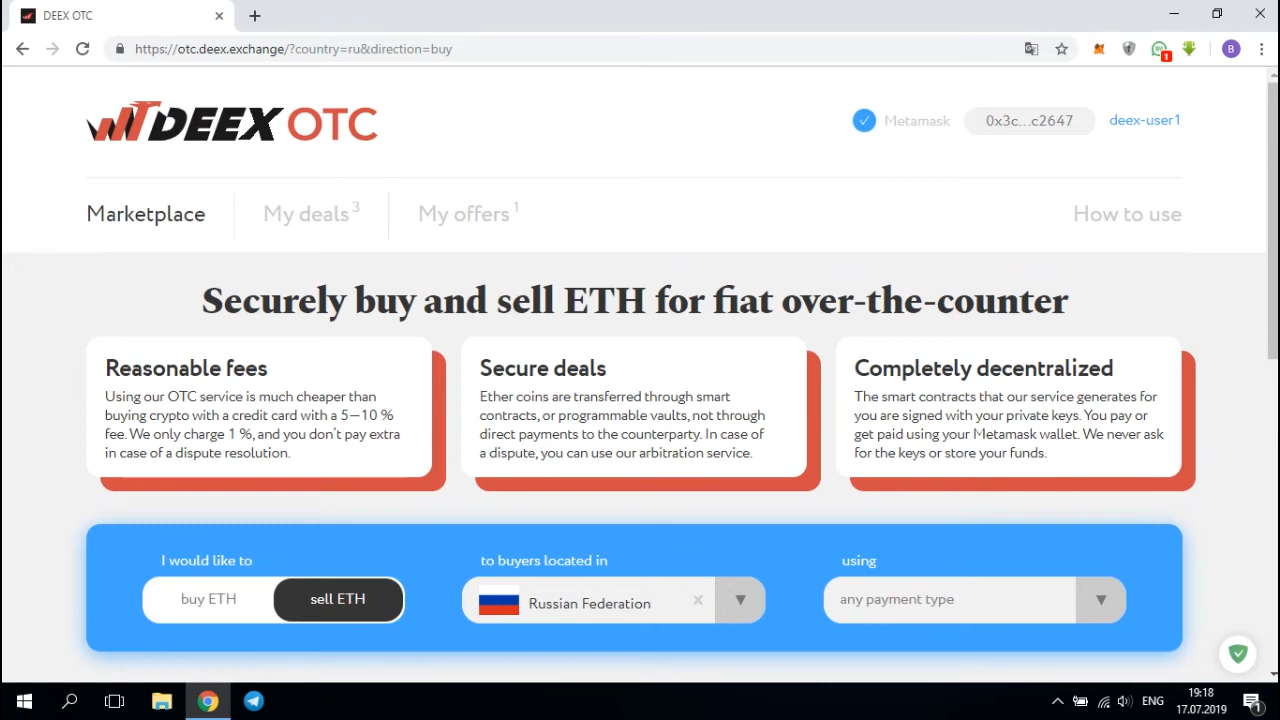 DEEX OTC
https://otc.deex.exchange/?country=ru&direction=buy
1
B
DEEX OTC
Metamask
0x3c...c2647
deex-user1
Marketplace
My deals 3
My offers 1
How to use
Securely buy and sell ETH for fiat over-the-counter
Reasonable fees
Using our OTC service is much cheaper than
buying crypto with a credit card with a 5—10 %
fee. We only charge 1 %, and you don't pay extra
in case of a dispute resolution.
Secure deals
Ether coins are transferred through smart
contracts, or programmable vaults, not through
direct payments to the counterparty. In case of
a dispute, you can use our arbitration service.
Completely decentralized
The smart contracts that our service generates for
you are signed with your private keys. You pay or
get paid using your Metamask wallet. We never ask
for the keys or store your funds.
I would like to
buy ETH
sell ETH
to buyers located in
Russian Federation
x
using
any payment type
ENG
19:18
17.07.2019
1